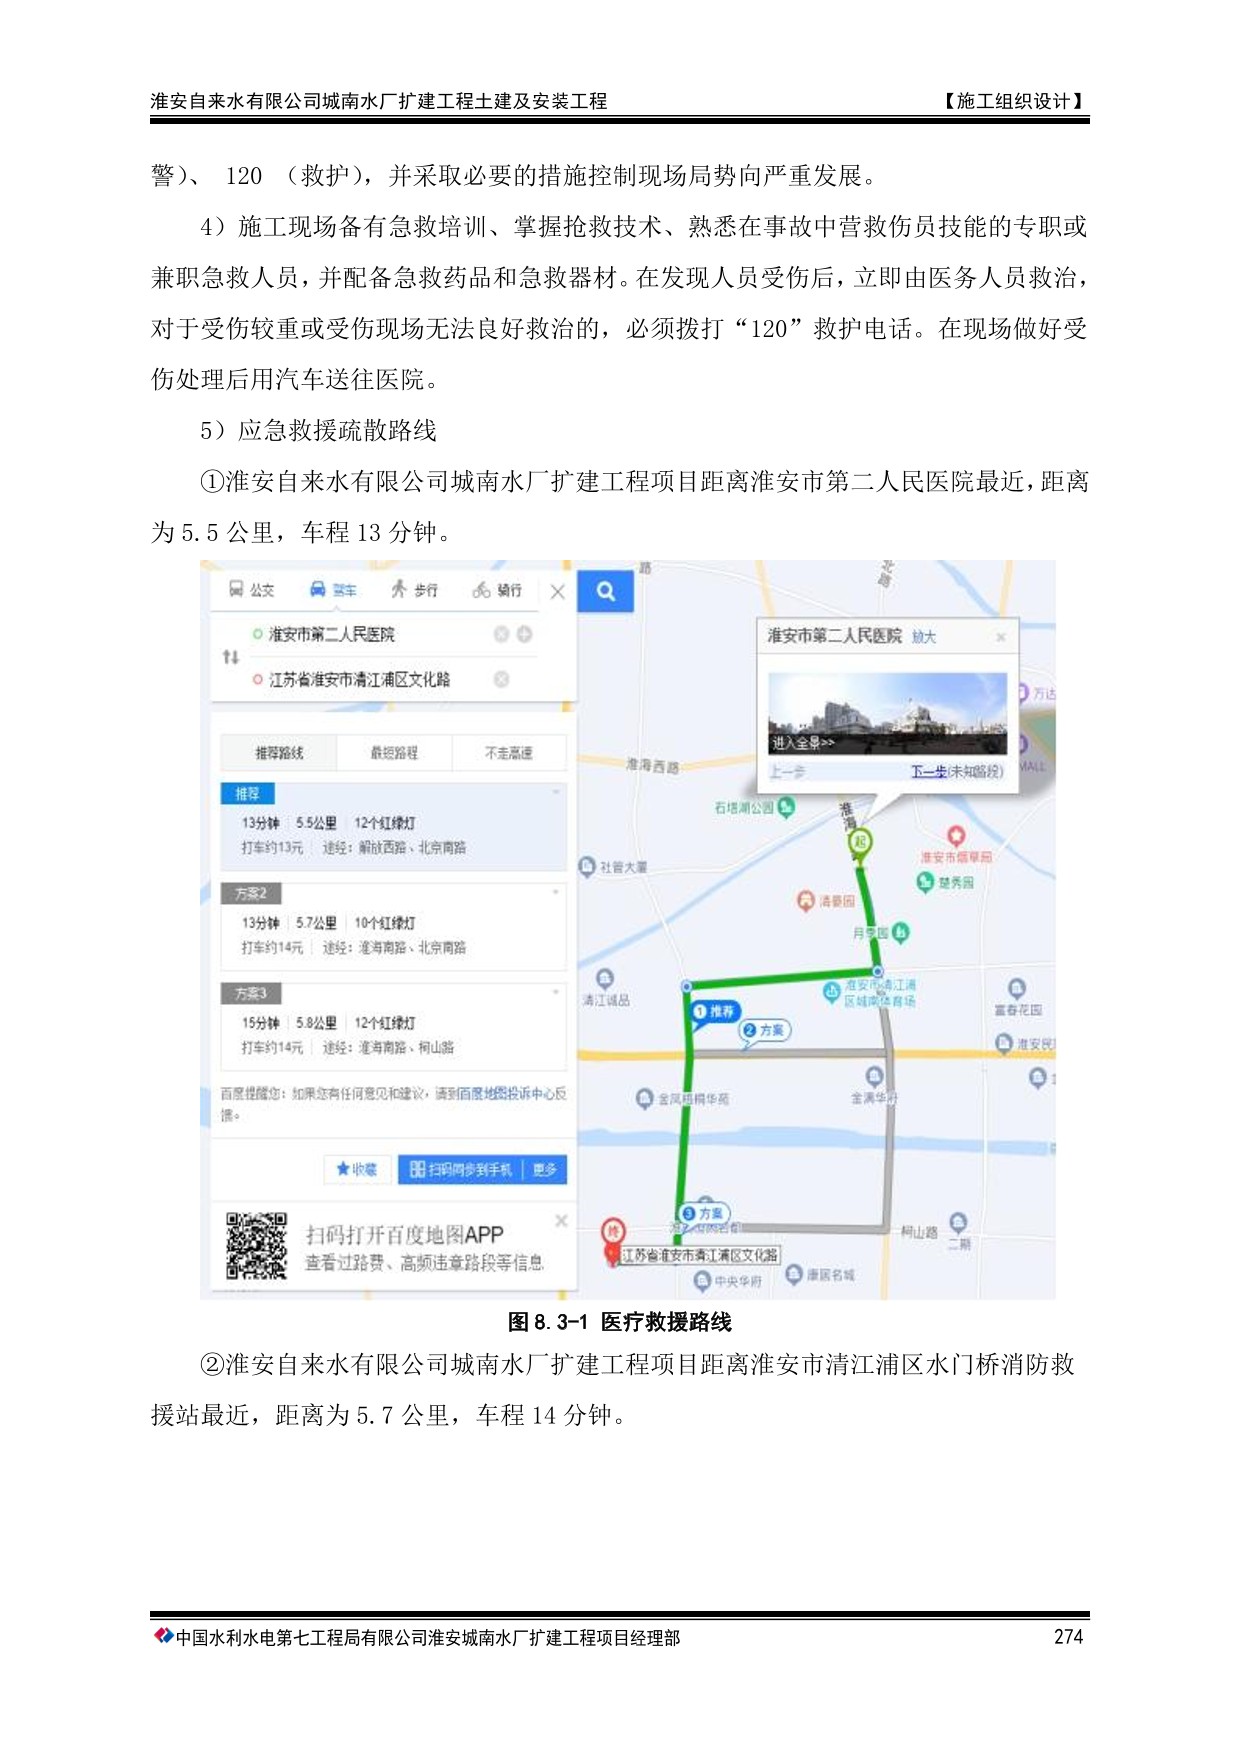 淮安自来水有限公司城南水厂扩建工程土建及安装工程 【施工组织设计】
警）、 120 （救护），并采取必要的措施控制现场局势向严重发展。
4）施工现场备有急救培训、掌握抢救技术、熟悉在事故中营救伤员技能的专职或
兼职急救人员，并配备急救药品和急救器材。在发现人员受伤后，立即由医务人员救治，
对于受伤较重或受伤现场无法良好救治的，必须拨打“120”救护电话。在现场做好受
伤处理后用汽车送往医院。
5）应急救援疏散路线
①淮安自来水有限公司城南水厂扩建工程项目距离淮安市第二人民医院最近，距离
为 5.5 公里，车程 13 分钟。
公交 驾车 步行 骑行
淮安市第二人民医院
江苏省淮安市清江浦区文化路
推荐路线 最短路程 不走高速
推荐
13分钟 5.5公里 12个红绿灯
打车约13元 途经：解放西路、北京南路
方案2
13分钟 5.7公里 10个红绿灯
打车约14元 途经：淮海南路、北京南路
方案3
15分钟 5.8公里 12个红绿灯
打车约14元 途经：淮海南路、柯山路
百度提醒您：如果您有任何意见和建议，请到百度地图投诉中心反
馈。
收藏 扫码同步到手机 更多
扫码打开百度地图APP
查看过路费、高频违章路段等信息
路
北
路
淮安市第二人民医院 放大
进入全景>>
上一步 下一步(未知路段)
万达
MALL
淮海西路
石塔湖公园
淮
海
起
淮安市烟草局
社管大厦
楚秀园
清晏园
月季园
清江诚品
淮安市清江浦
区城南体育场
富春花园
1 推荐
2 方案
淮安民
金凤梧桐华苑
金满华府
3 方案
柯山路
二期
终
江苏省淮安市清江浦区文化路
中央华府
康居名城
图 8.3-1 医疗救援路线
②淮安自来水有限公司城南水厂扩建工程项目距离淮安市清江浦区水门桥消防救
援站最近，距离为 5.7 公里，车程 14 分钟。
中国水利水电第七工程局有限公司淮安城南水厂扩建工程项目经理部 274